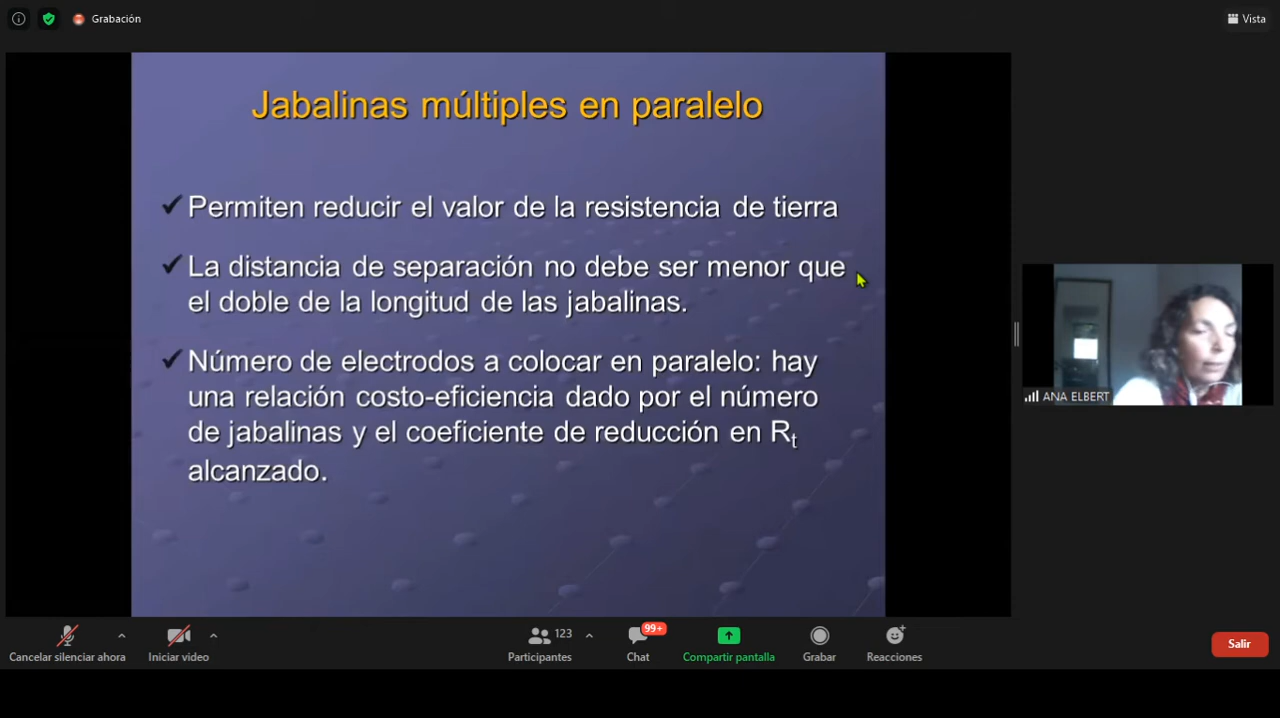 Grabación
Vista
Jabalinas múltiples en paralelo
Permiten reducir el valor de la resistencia de tierra
La distancia de separación no debe ser menor que
el doble de la longitud de las jabalinas.
Número de electrodos a colocar en paralelo: hay
una relación costo-eficiencia dado por el número
de jabalinas y el coeficiente de reducción en Rt
alcanzado.
ANA ELBERT
Cancelar silenciar ahora
Iniciar video
123
Participantes
99+
Chat
Compartir pantalla
Grabar
Reacciones
Salir